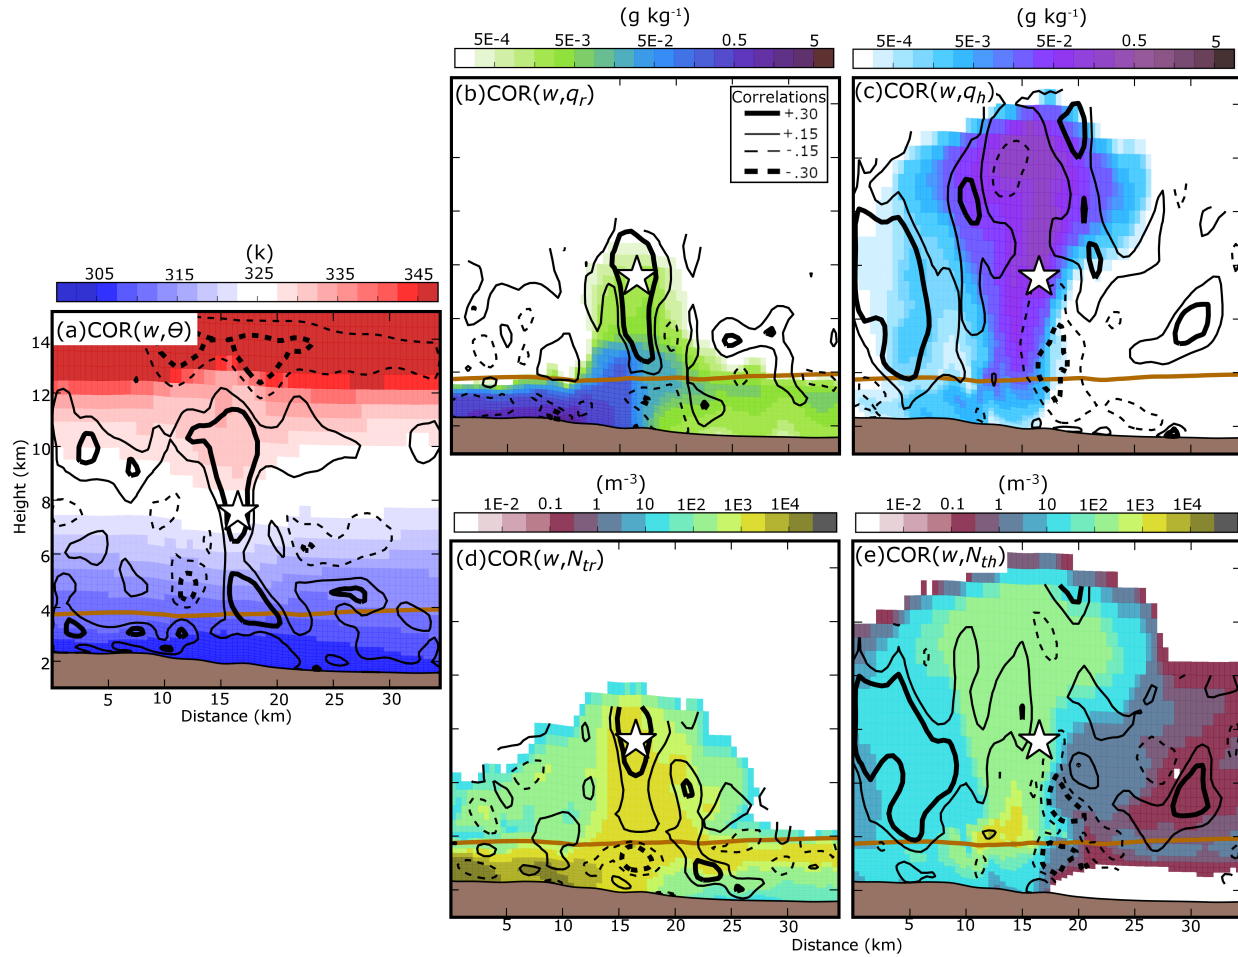 (g kg-1)
5E-4 5E-3 5E-2 0.5 5
(g kg-1)
5E-4 5E-3 5E-2 0.5 5
(b)COR(w,qr)
Correlations
+.30
+.15
-.15
-.30
(c)COR(w,qh)
(k)
305 315 325 335 345
(a)COR(w,Θ)
14
12
10
8
6
4
2
Height (km)
5 10 15 20 25 30
Distance (km)
(m-3)
1E-2 0.1 1 10 1E2 1E3 1E4
(m-3)
1E-2 0.1 1 10 1E2 1E3 1E4
(d)COR(w,Ntr)
(e)COR(w,Nth)
5 10 15 20 25 30
5 10 15 20 25 30
Distance (km)